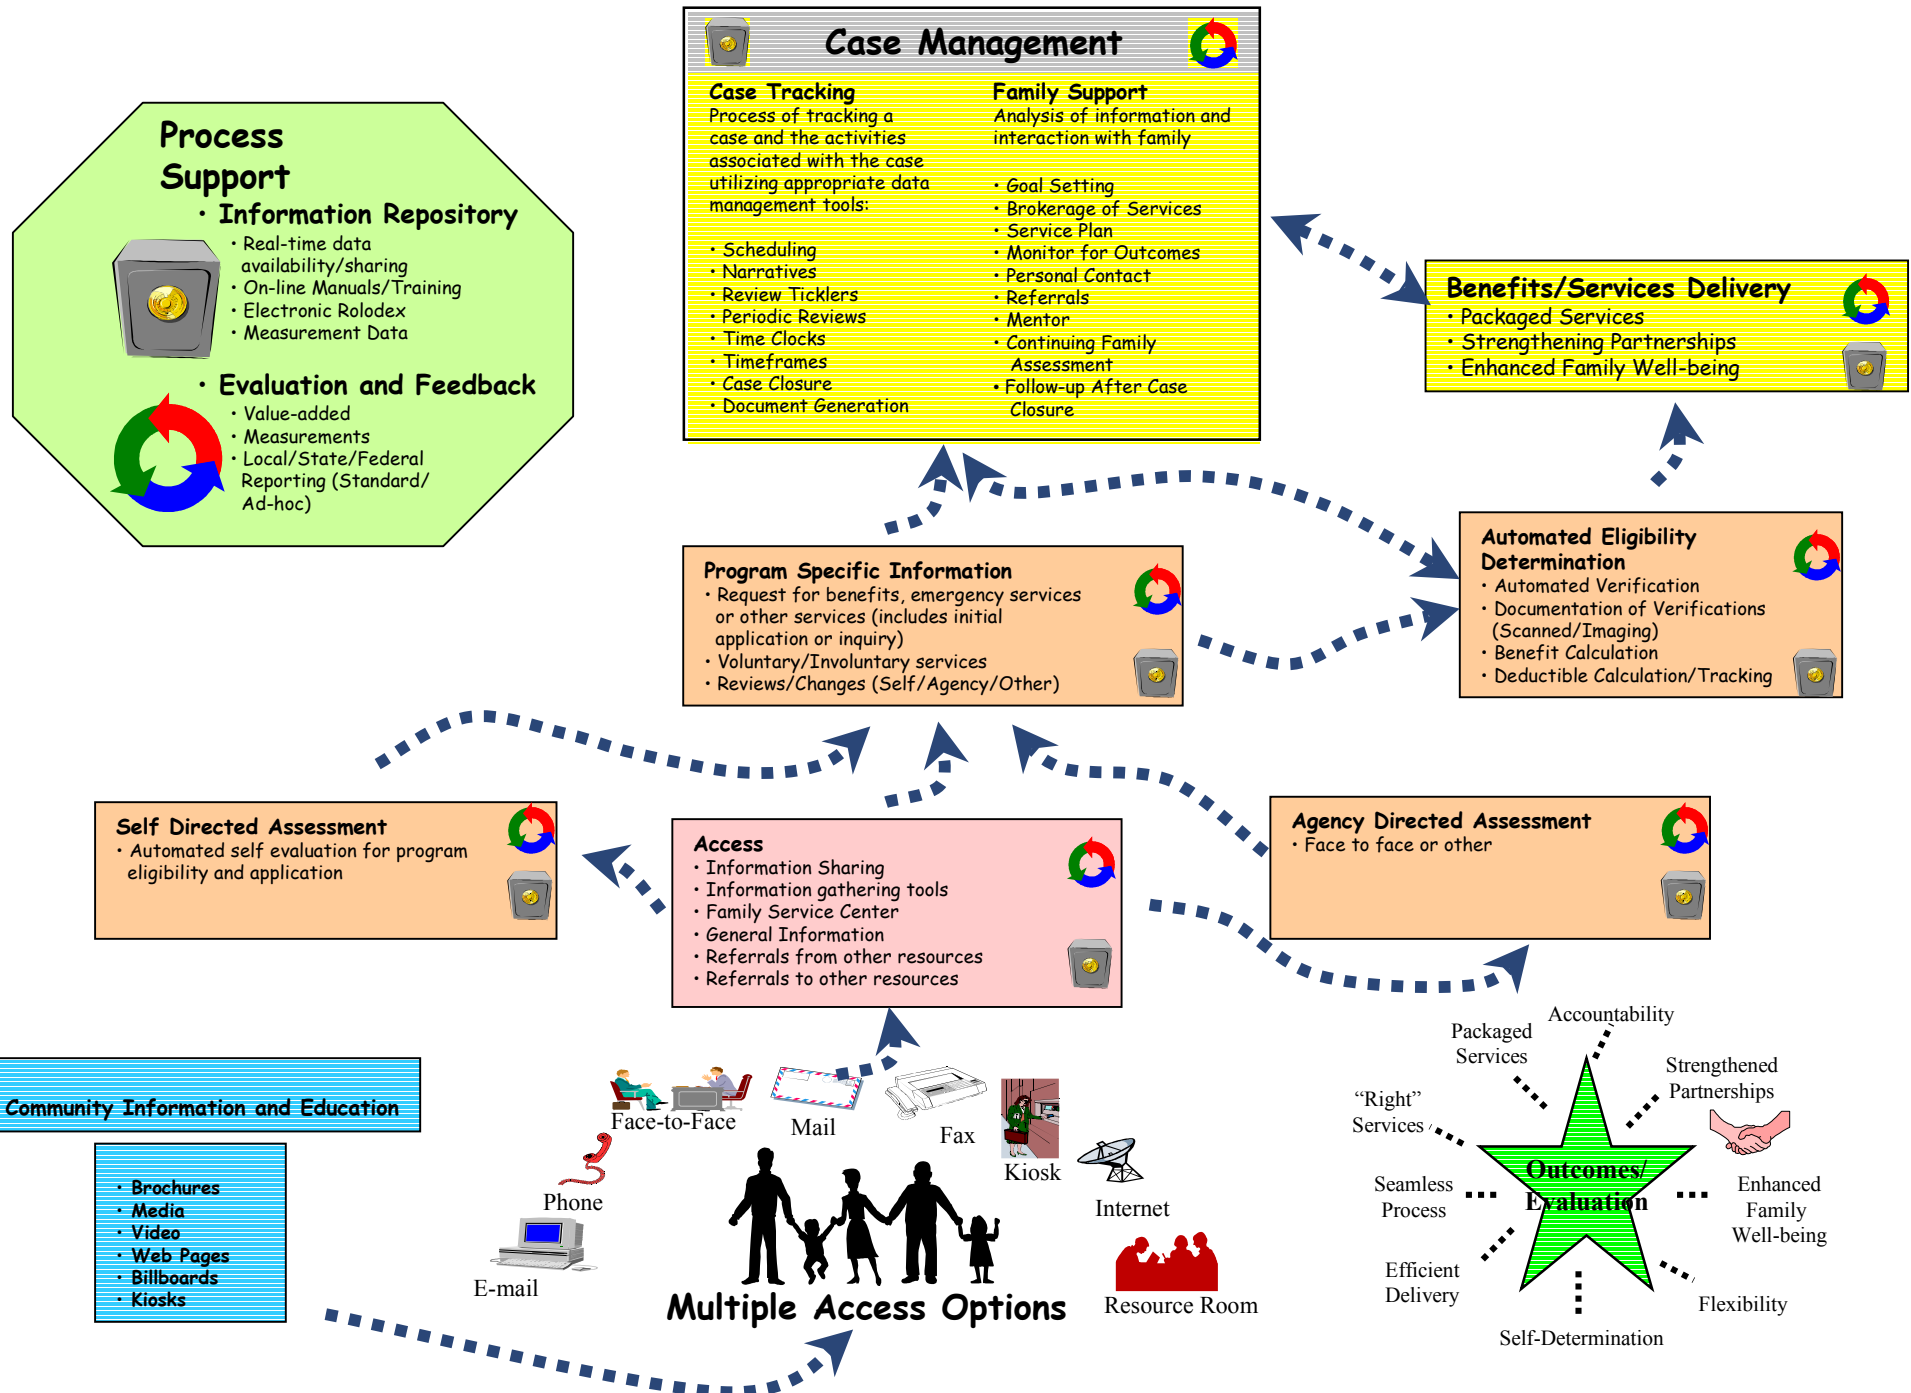 Case Management
Case Tracking
Process of tracking a
case and the activities
associated with the case
utilizing appropriate data
management tools:
• Scheduling
• Narratives
• Review Ticklers
• Periodic Reviews
• Time Clocks
• Timeframes
• Case Closure
• Document Generation
Family Support
Analysis of information and
interaction with family
• Goal Setting
• Brokerage of Services
• Service Plan
• Monitor for Outcomes
• Personal Contact
• Referrals
• Mentor
• Continuing Family
Assessment
• Follow-up After Case
Closure
Process
Support
• Information Repository
• Real-time data
availability/sharing
• On-line Manuals/Training
• Electronic Rolodex
• Measurement Data
• Evaluation and Feedback
• Value-added
• Measurements
• Local/State/Federal
Reporting (Standard/
Ad-hoc)
Benefits/Services Delivery
• Packaged Services
• Strengthening Partnerships
• Enhanced Family Well-being
Program Specific Information
• Request for benefits, emergency services
or other services (includes initial
application or inquiry)
• Voluntary/Involuntary services
• Reviews/Changes (Self/Agency/Other)
Automated Eligibility
Determination
• Automated Verification
• Documentation of Verifications
(Scanned/Imaging)
• Benefit Calculation
• Deductible Calculation/Tracking
Self Directed Assessment
• Automated self evaluation for program
eligibility and application
Access
• Information Sharing
• Information gathering tools
• Family Service Center
• General Information
• Referrals from other resources
• Referrals to other resources
Agency Directed Assessment
• Face to face or other
Community Information and Education
• Brochures
• Media
• Video
• Web Pages
• Billboards
• Kiosks
Face-to-Face
Mail
Fax
Kiosk
Phone
Internet
E-mail
Resource Room
Multiple Access Options
Accountability
Packaged
Services
Strengthened
Partnerships
“Right”
Services
Outcomes/
Evaluation
Seamless
Process
Enhanced
Family
Well-being
Efficient
Delivery
Flexibility
Self-Determination